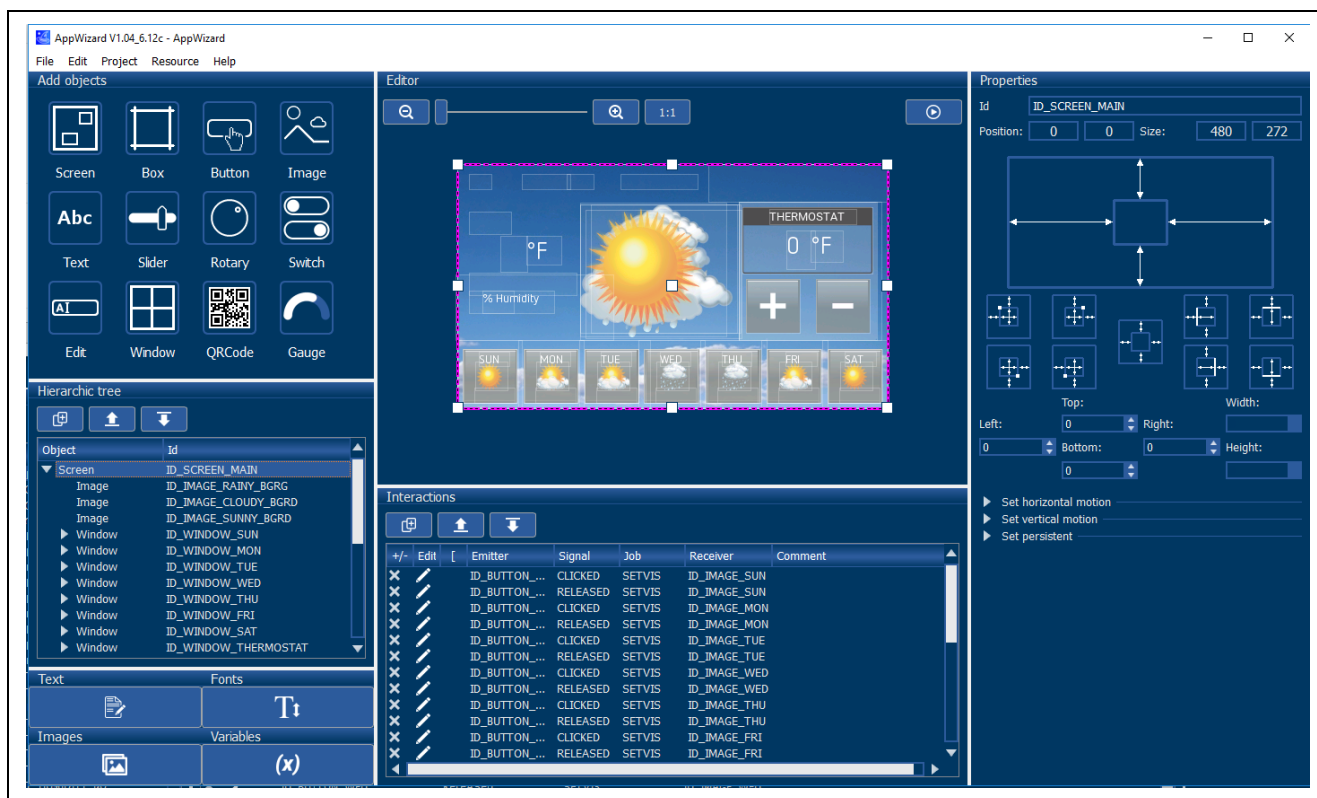 AppWizard V1.04_6.12c - AppWizard
File Edit Project Resource Help
Add objects
Screen Box Button Image
Abc
Text Slider Rotary Switch
AI
Edit Window QRCode Gauge
Hierarchic tree
Object Id
Screen ID_SCREEN_MAIN
Image ID_IMAGE_RAINY_BGRG
Image ID_IMAGE_CLOUDY_BGRD
Image ID_IMAGE_SUNNY_BGRD
Window ID_WINDOW_SUN
Window ID_WINDOW_MON
Window ID_WINDOW_TUE
Window ID_WINDOW_WED
Window ID_WINDOW_THU
Window ID_WINDOW_FRI
Window ID_WINDOW_SAT
Window ID_WINDOW_THERMOSTAT
Text Fonts
T
Images Variables
(x)
Editor
1:1
THERMOSTAT
°F 0 °F
% Humidity
+ −
SUN MON TUE WED THU FRI SAT
Interactions
+/- Edit [ Emitter Signal Job Receiver Comment
ID_BUTTON_... CLICKED SETVIS ID_IMAGE_SUN
ID_BUTTON_... RELEASED SETVIS ID_IMAGE_SUN
ID_BUTTON_... CLICKED SETVIS ID_IMAGE_MON
ID_BUTTON_... RELEASED SETVIS ID_IMAGE_MON
ID_BUTTON_... CLICKED SETVIS ID_IMAGE_TUE
ID_BUTTON_... RELEASED SETVIS ID_IMAGE_TUE
ID_BUTTON_... CLICKED SETVIS ID_IMAGE_WED
ID_BUTTON_... RELEASED SETVIS ID_IMAGE_WED
ID_BUTTON_... CLICKED SETVIS ID_IMAGE_THU
ID_BUTTON_... RELEASED SETVIS ID_IMAGE_THU
ID_BUTTON_... CLICKED SETVIS ID_IMAGE_FRI
ID_BUTTON_... RELEASED SETVIS ID_IMAGE_FRI
Properties
Id ID_SCREEN_MAIN
Position: 0 0 Size: 480 272
Top: Width:
Left: 0 Right:
0 Bottom: 0 Height:
0
Set horizontal motion
Set vertical motion
Set persistent